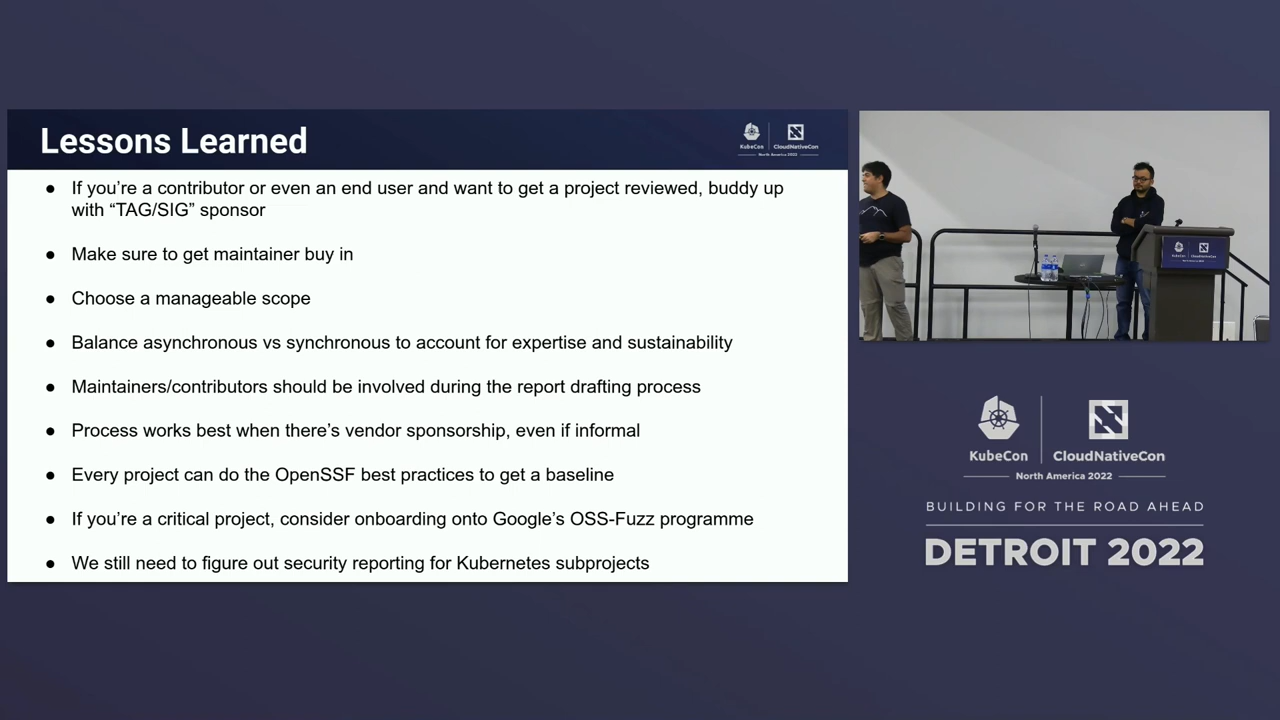 Lessons Learned
KubeCon
CloudNativeCon
North America 2022
● If you’re a contributor or even an end user and want to get a project reviewed, buddy up
with “TAG/SIG” sponsor
● Make sure to get maintainer buy in
● Choose a manageable scope
● Balance asynchronous vs synchronous to account for expertise and sustainability
● Maintainers/contributors should be involved during the report drafting process
● Process works best when there’s vendor sponsorship, even if informal
● Every project can do the OpenSSF best practices to get a baseline
● If you’re a critical project, consider onboarding onto Google’s OSS-Fuzz programme
● We still need to figure out security reporting for Kubernetes subprojects
KubeCon
CloudNativeCon
North America 2022
BUILDING FOR THE ROAD AHEAD
DETROIT 2022